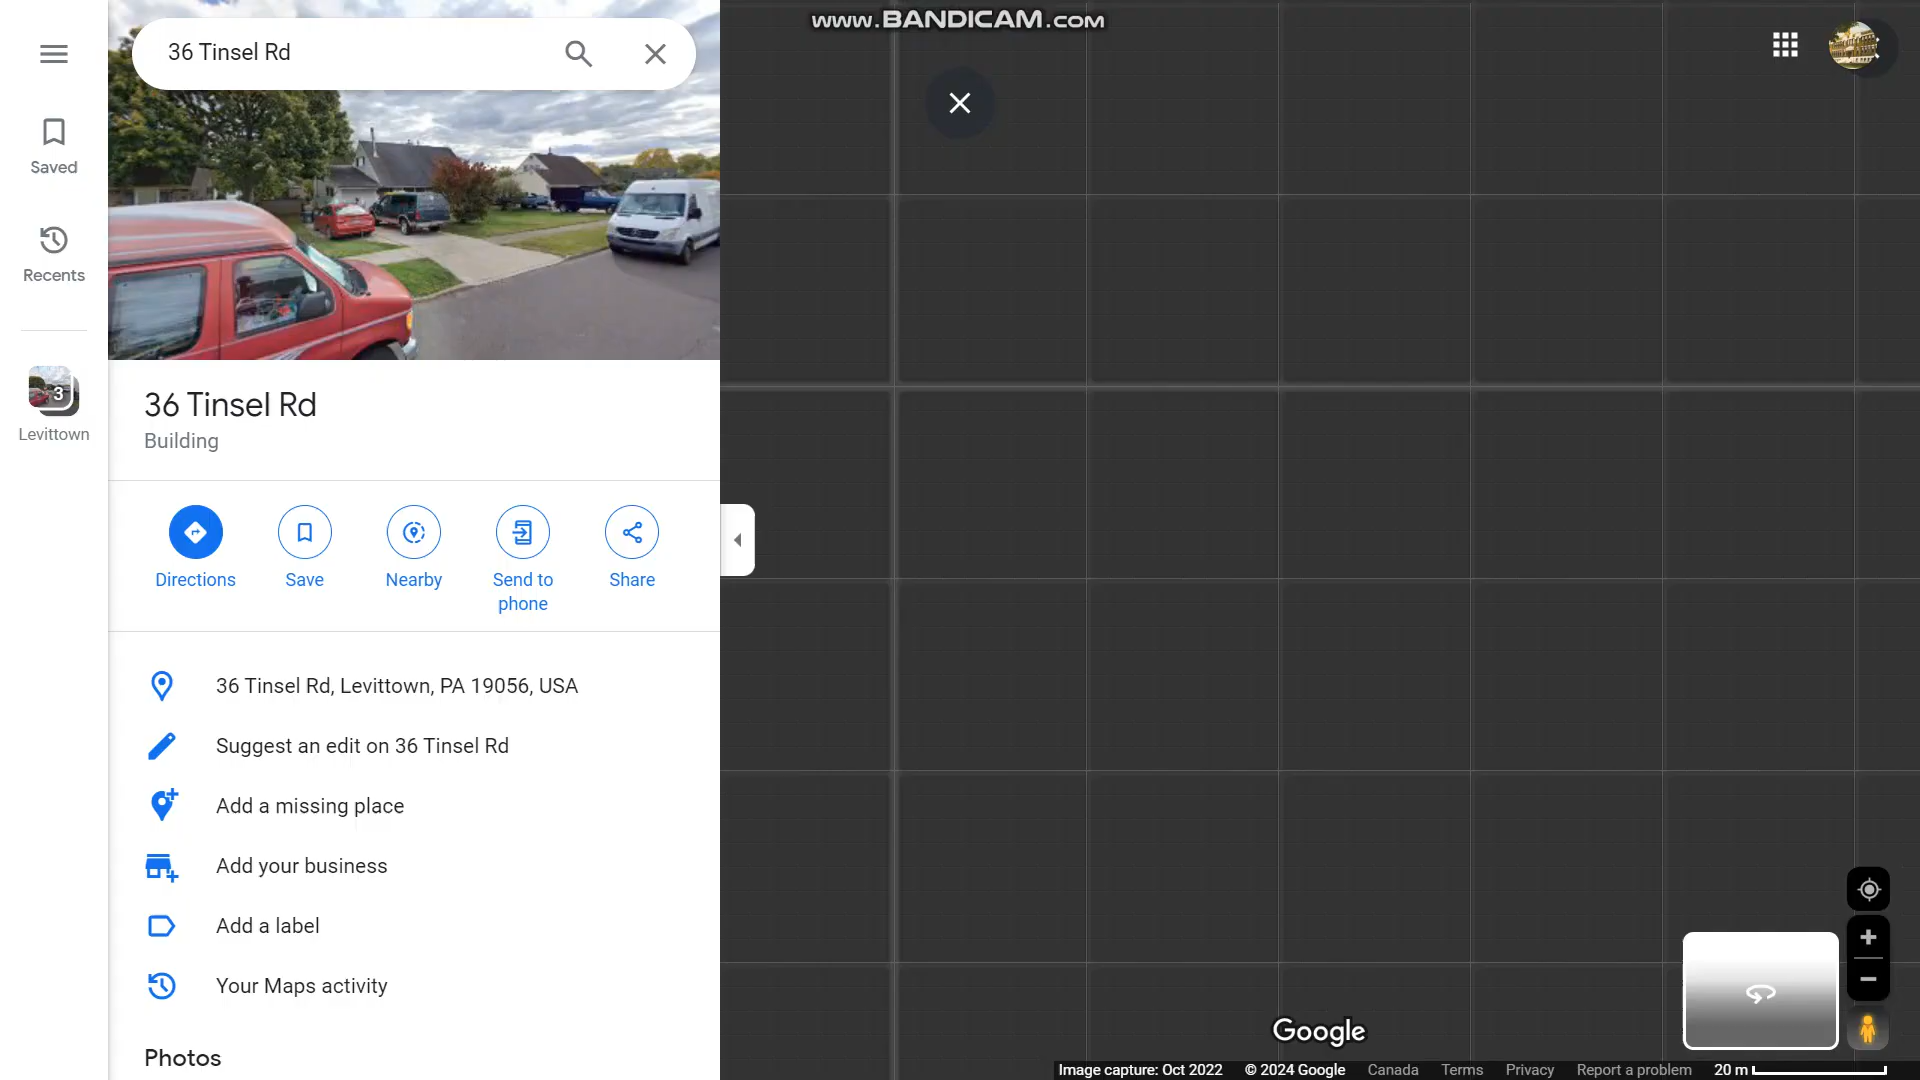 www.BANDICAM.com
36 Tinsel Rd
Saved
Recents
3
Levittown
36 Tinsel Rd
Building
Directions
Save
Nearby
Send to
phone
Share
36 Tinsel Rd, Levittown, PA 19056, USA
Suggest an edit on 36 Tinsel Rd
Add a missing place
Add your business
Add a label
Your Maps activity
Photos
Google
Image capture: Oct 2022 © 2024 Google Canada Terms Privacy Report a problem 20 m